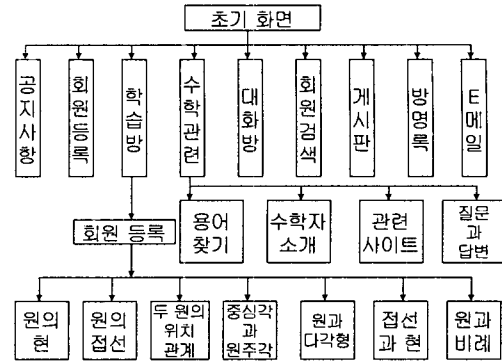 초기 화면
공지사항
회원등록
학습방
수학관련
대화방
회원검색
게시판
방명록
E메일
회원 등록
용어
찾기
수학자
소개
관련
사이트
질문
과
답변
원의
현
원의
접선
두 원의
위치
관계
중심각
과
원주각
원과
다각형
접선
과 현
원과
비례